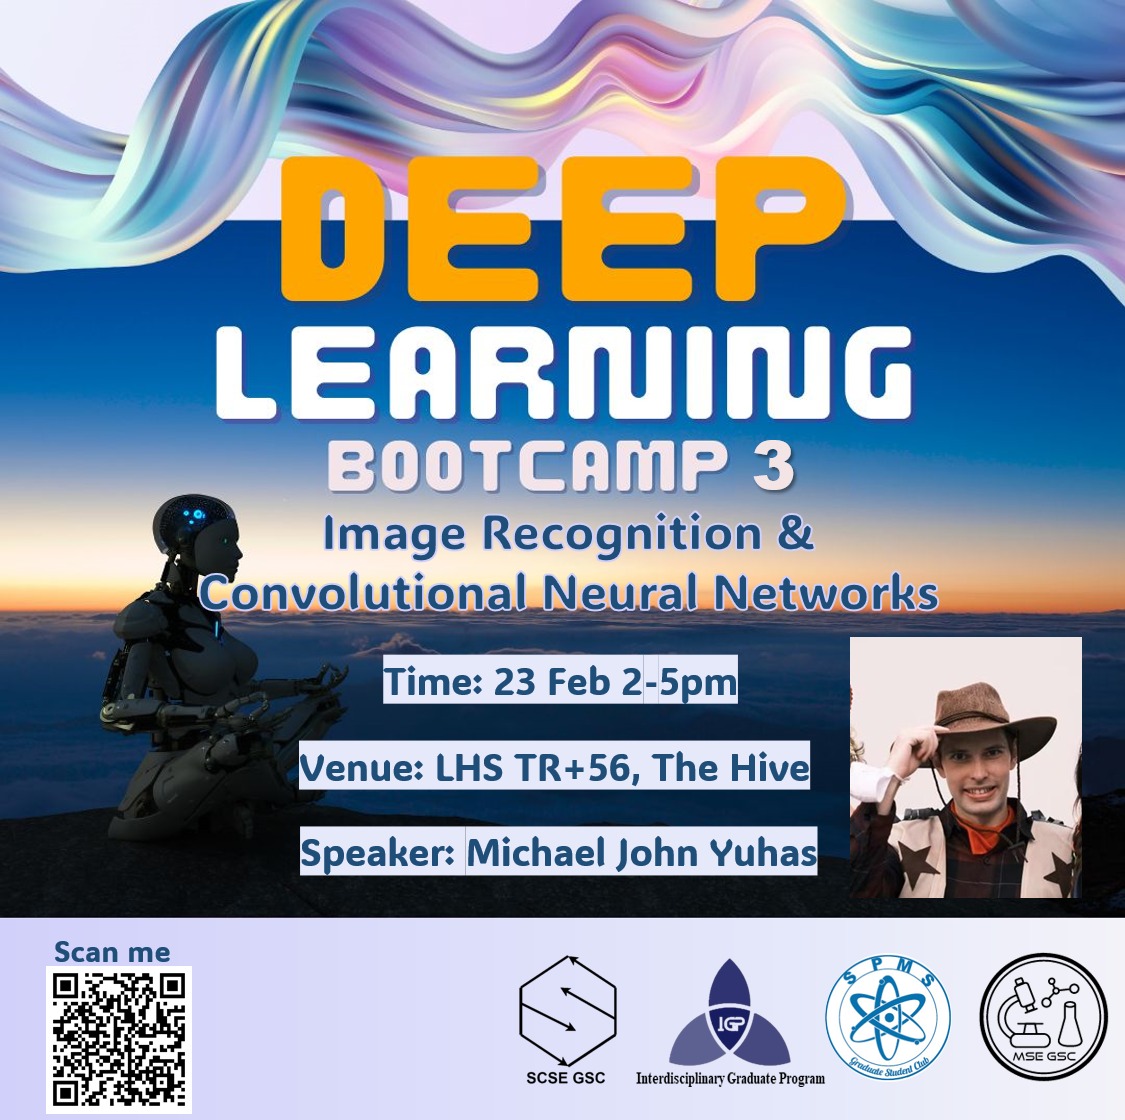 DEEP
LEARNING
BOOTCAMP 3
Image Recognition &
Convolutional Neural Networks
Time: 23 Feb 2-5pm
Venue: LHS TR+56, The Hive
Speaker: Michael John Yuhas
Scan me
SCSE GSC
IGP
Interdisciplinary Graduate Program
SPMS
Graduate Student Club
MSE GSC